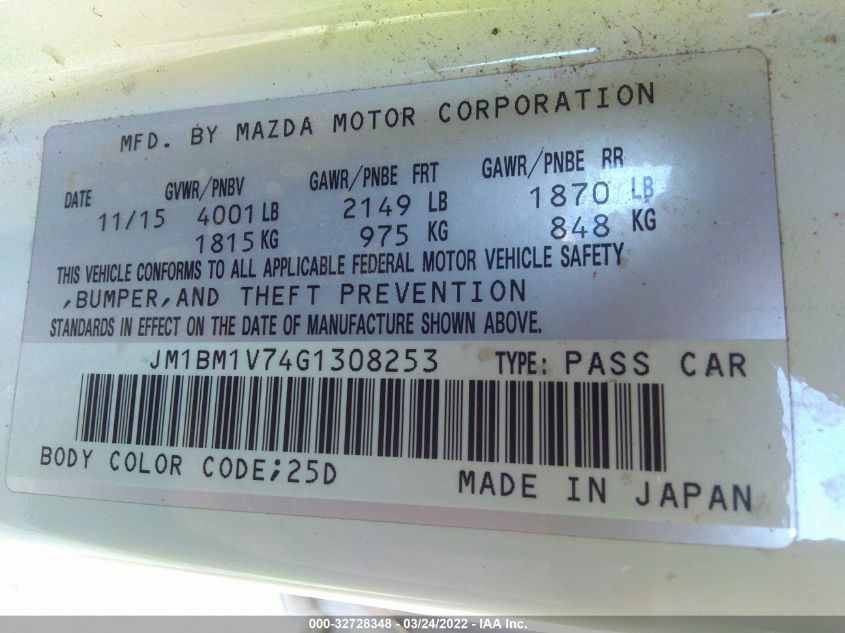 MFD. BY MAZDA MOTOR CORPORATION
DATE GVWR/PNBV GAWR/PNBE FRT GAWR/PNBE RR
11/15 4001 LB 2149 LB 1870 LB
1815 KG 975 KG 848 KG
THIS VEHICLE CONFORMS TO ALL APPLICABLE FEDERAL MOTOR VEHICLE SAFETY
,BUMPER,AND THEFT PREVENTION
STANDARDS IN EFFECT ON THE DATE OF MANUFACTURE SHOWN ABOVE.
JM1BM1V74G1308253 TYPE: PASS CAR
BODY COLOR CODE;25D MADE IN JAPAN
000-32728348 - 03/24/2022 - IAA Inc.